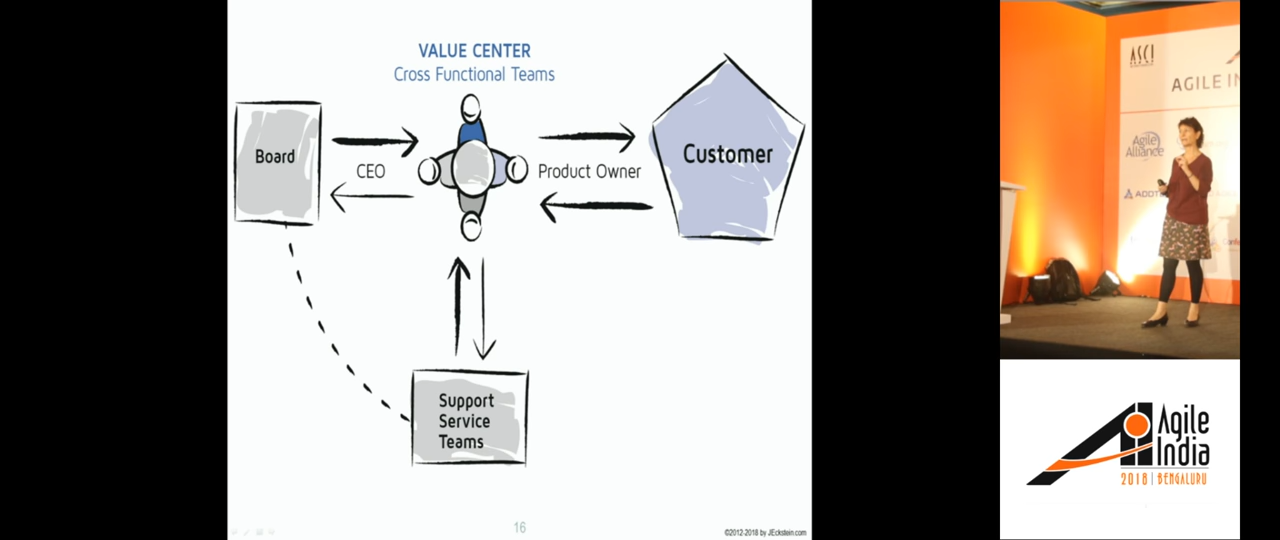 VALUE CENTER
Cross Functional Teams
Board
CEO
Product Owner
Customer
Support
Service
Teams
16
©2012-2018 by JEckstein.com
ASCI
AGILE IN
Agile
Alliance
Agile
India
2018 | BENGALURU